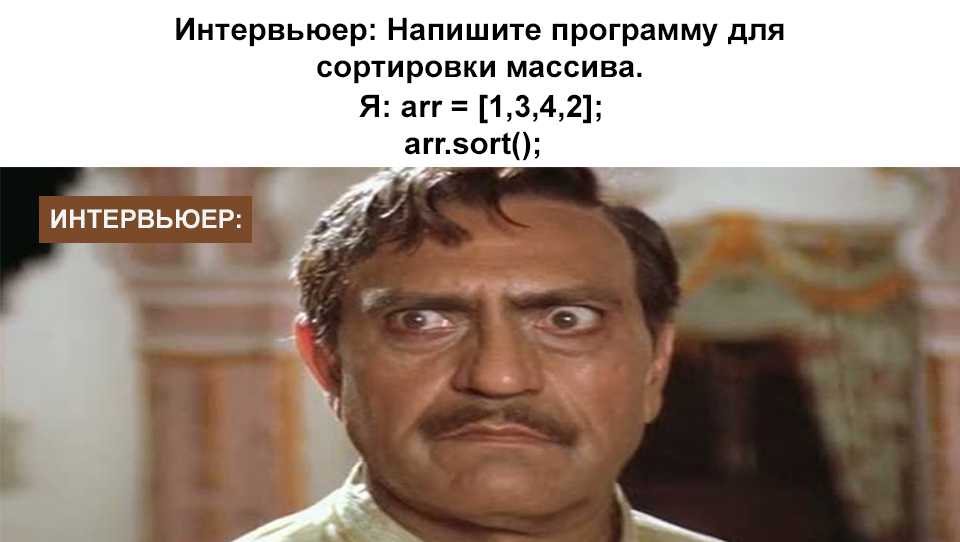 Интервьюер: Напишите программу для
сортировки массива.
Я: arr = [1,3,4,2];
arr.sort();
ИНТЕРВЬЮЕР: